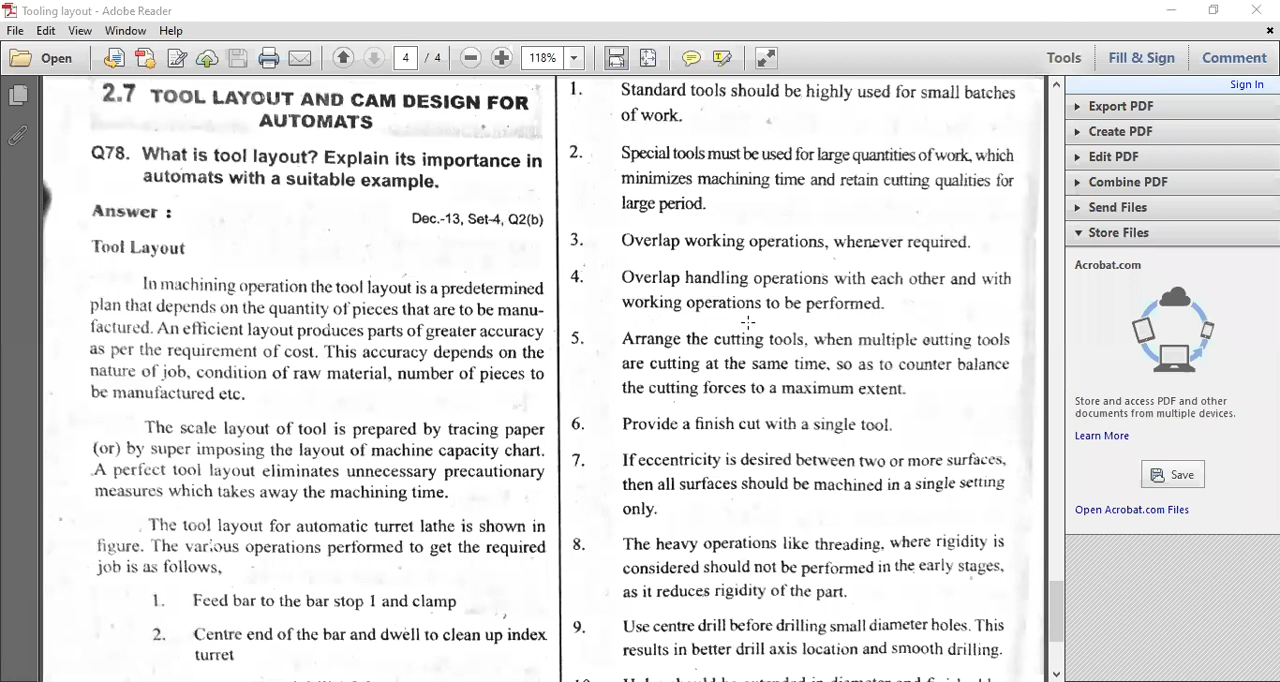 Tooling layout - Adobe Reader
File Edit View Window Help
Open
4 / 4
118%
Tools Fill & Sign Comment
2.7 TOOL LAYOUT AND CAM DESIGN FOR
AUTOMATS
Q78. What is tool layout? Explain its importance in
automats with a suitable example.
Answer :
Dec.-13, Set-4, Q2(b)
Tool Layout
In machining operation the tool layout is a predetermined
plan that depends on the quantity of pieces that are to be manu-
factured. An efficient layout produces parts of greater accuracy
as per the requirement of cost. This accuracy depends on the
nature of job, condition of raw material, number of pieces to
be manufactured etc.
The scale layout of tool is prepared by tracing paper
(or) by super imposing the layout of machine capacity chart.
A perfect tool layout eliminates unnecessary precautionary
measures which takes away the machining time.
The tool layout for automatic turret lathe is shown in
figure. The various operations performed to get the required
job is as follows,
1. Feed bar to the bar stop 1 and clamp
2. Centre end of the bar and dwell to clean up index
turret
1. Standard tools should be highly used for small batches
of work.
2. Special tools must be used for large quantities of work, which
minimizes machining time and retain cutting qualities for
large period.
3. Overlap working operations, whenever required.
4. Overlap handling operations with each other and with
working operations to be performed.
5. Arrange the cutting tools, when multiple cutting tools
are cutting at the same time, so as to counter balance
the cutting forces to a maximum extent.
6. Provide a finish cut with a single tool.
7. If eccentricity is desired between two or more surfaces,
then all surfaces should be machined in a single setting
only.
8. The heavy operations like threading, where rigidity is
considered should not be performed in the early stages,
as it reduces rigidity of the part.
9. Use centre drill before drilling small diameter holes. This
results in better drill axis location and smooth drilling.
Sign In
Export PDF
Create PDF
Edit PDF
Combine PDF
Send Files
Store Files
Acrobat.com
Store and access PDF and other
documents from multiple devices.
Learn More
Save
Open Acrobat.com Files